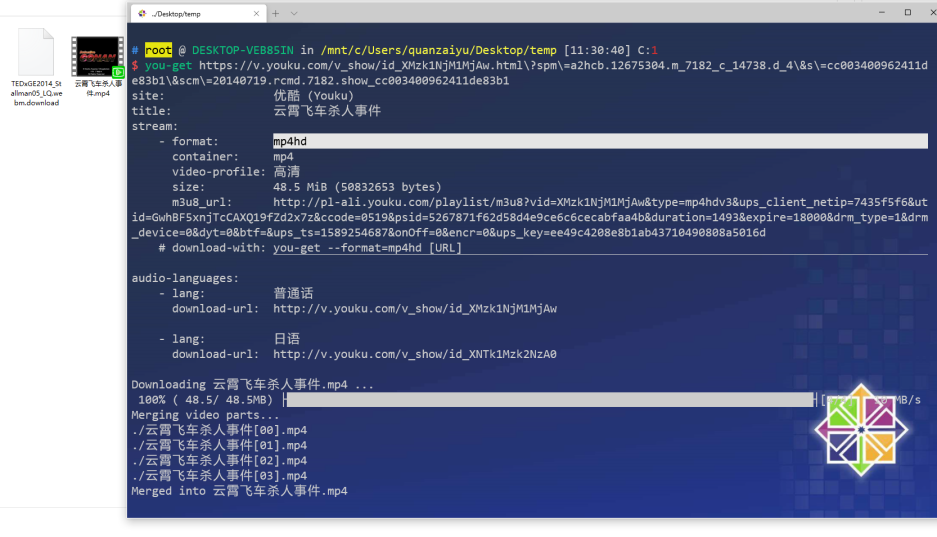 ../Desktop/temp
TEDxGE2014_St
allman05_LQ.we
bm.download
云霄飞车杀人事
件.mp4
# root @ DESKTOP-VEB85IN in /mnt/c/Users/quanzaiyu/Desktop/temp [11:30:40] C:1
$ you-get https://v.youku.com/v_show/id_XMzk1NjM1MjAw.html\?spm\=a2hcb.12675304.m_7182_c_14738.d_4\&s\=cc003400962411d
e83b1\&scm\=20140719.rcmd.7182.show_cc003400962411de83b1
site: 优酷 (Youku)
title: 云霄飞车杀人事件
stream:
- format: mp4hd
container: mp4
video-profile: 高清
size: 48.5 MiB (50832653 bytes)
m3u8_url: http://pl-ali.youku.com/playlist/m3u8?vid=XMzk1NjM1MjAw&type=mp4hdv3&ups_client_netip=7435f5f6&ut
id=GwhBF5xnjTcCAXQ19fZd2x7z&ccode=0519&psid=5267871f62d58d4e9ce6c6cecabfaa4b&duration=1493&expire=18000&drm_type=1&drm
_device=0&dyt=0&btf=&ups_ts=1589254687&onOff=0&encr=0&ups_key=ee49c4208e8b1ab43710490808a5016d
# download-with: you-get --format=mp4hd [URL]
audio-languages:
- lang: 普通话
download-url: http://v.youku.com/v_show/id_XMzk1NjM1MjAw
- lang: 日语
download-url: http://v.youku.com/v_show/id_XNTk1Mzk2NzA0
Downloading 云霄飞车杀人事件.mp4 ...
100% ( 48.5/ 48.5MB) MB/s
Merging video parts...
./云霄飞车杀人事件[00].mp4
./云霄飞车杀人事件[01].mp4
./云霄飞车杀人事件[02].mp4
./云霄飞车杀人事件[03].mp4
Merged into 云霄飞车杀人事件.mp4